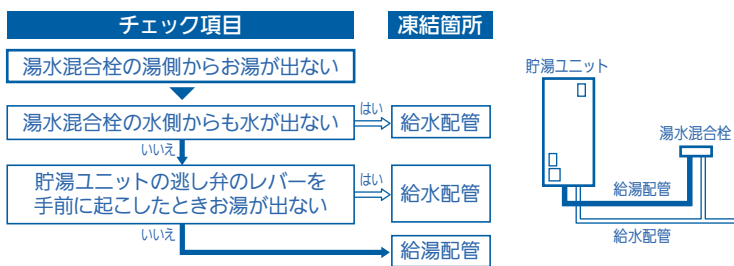 チェック項目
凍結箇所
湯水混合栓の湯側からお湯が出ない
湯水混合栓の水側からも水が出ない
はい
給水配管
いいえ
貯湯ユニットの逃し弁のレバーを
手前に起こしたときお湯が出ない
はい
給水配管
いいえ
給湯配管
貯湯ユニット
湯水混合栓
給湯配管
給水配管